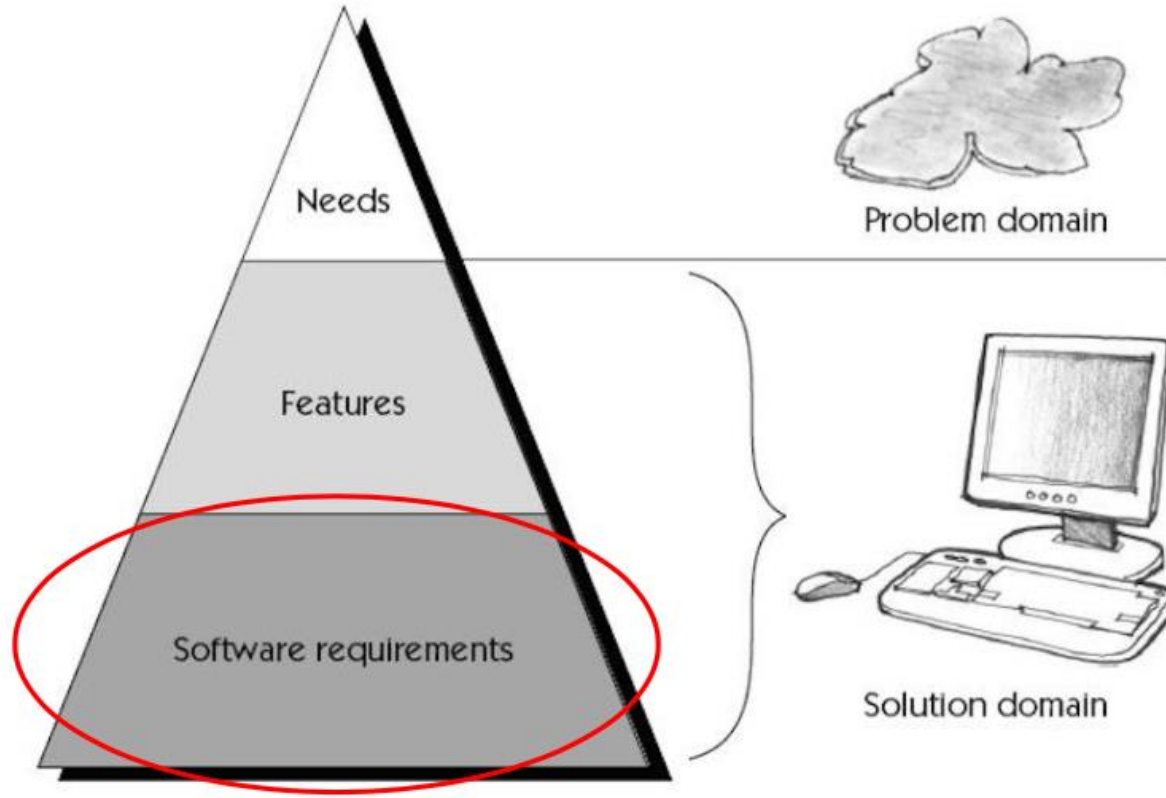 Needs
Problem domain
Features
Software requirements
Solution domain